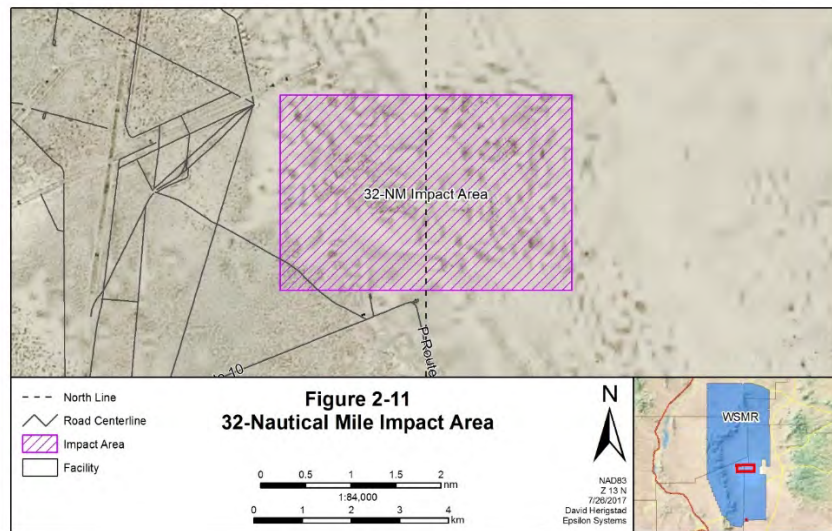 32-NM Impact Area
P-Route
North Line
Road Centerline
Impact Area
Facility
Figure 2-11
32-Nautical Mile Impact Area
0 0.5 1 1.5 2
nm
1:84,000
0 1 2 3 4
km
N
NAD83
Z 13 N
7/26/2017
David Herigstad
Epsilon Systems
WSMR